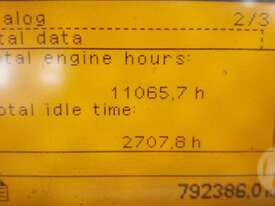 alog 2/3
tal data
tal engine hours:
11065,7 h
otal idle time:
2707,8 h
792386,0